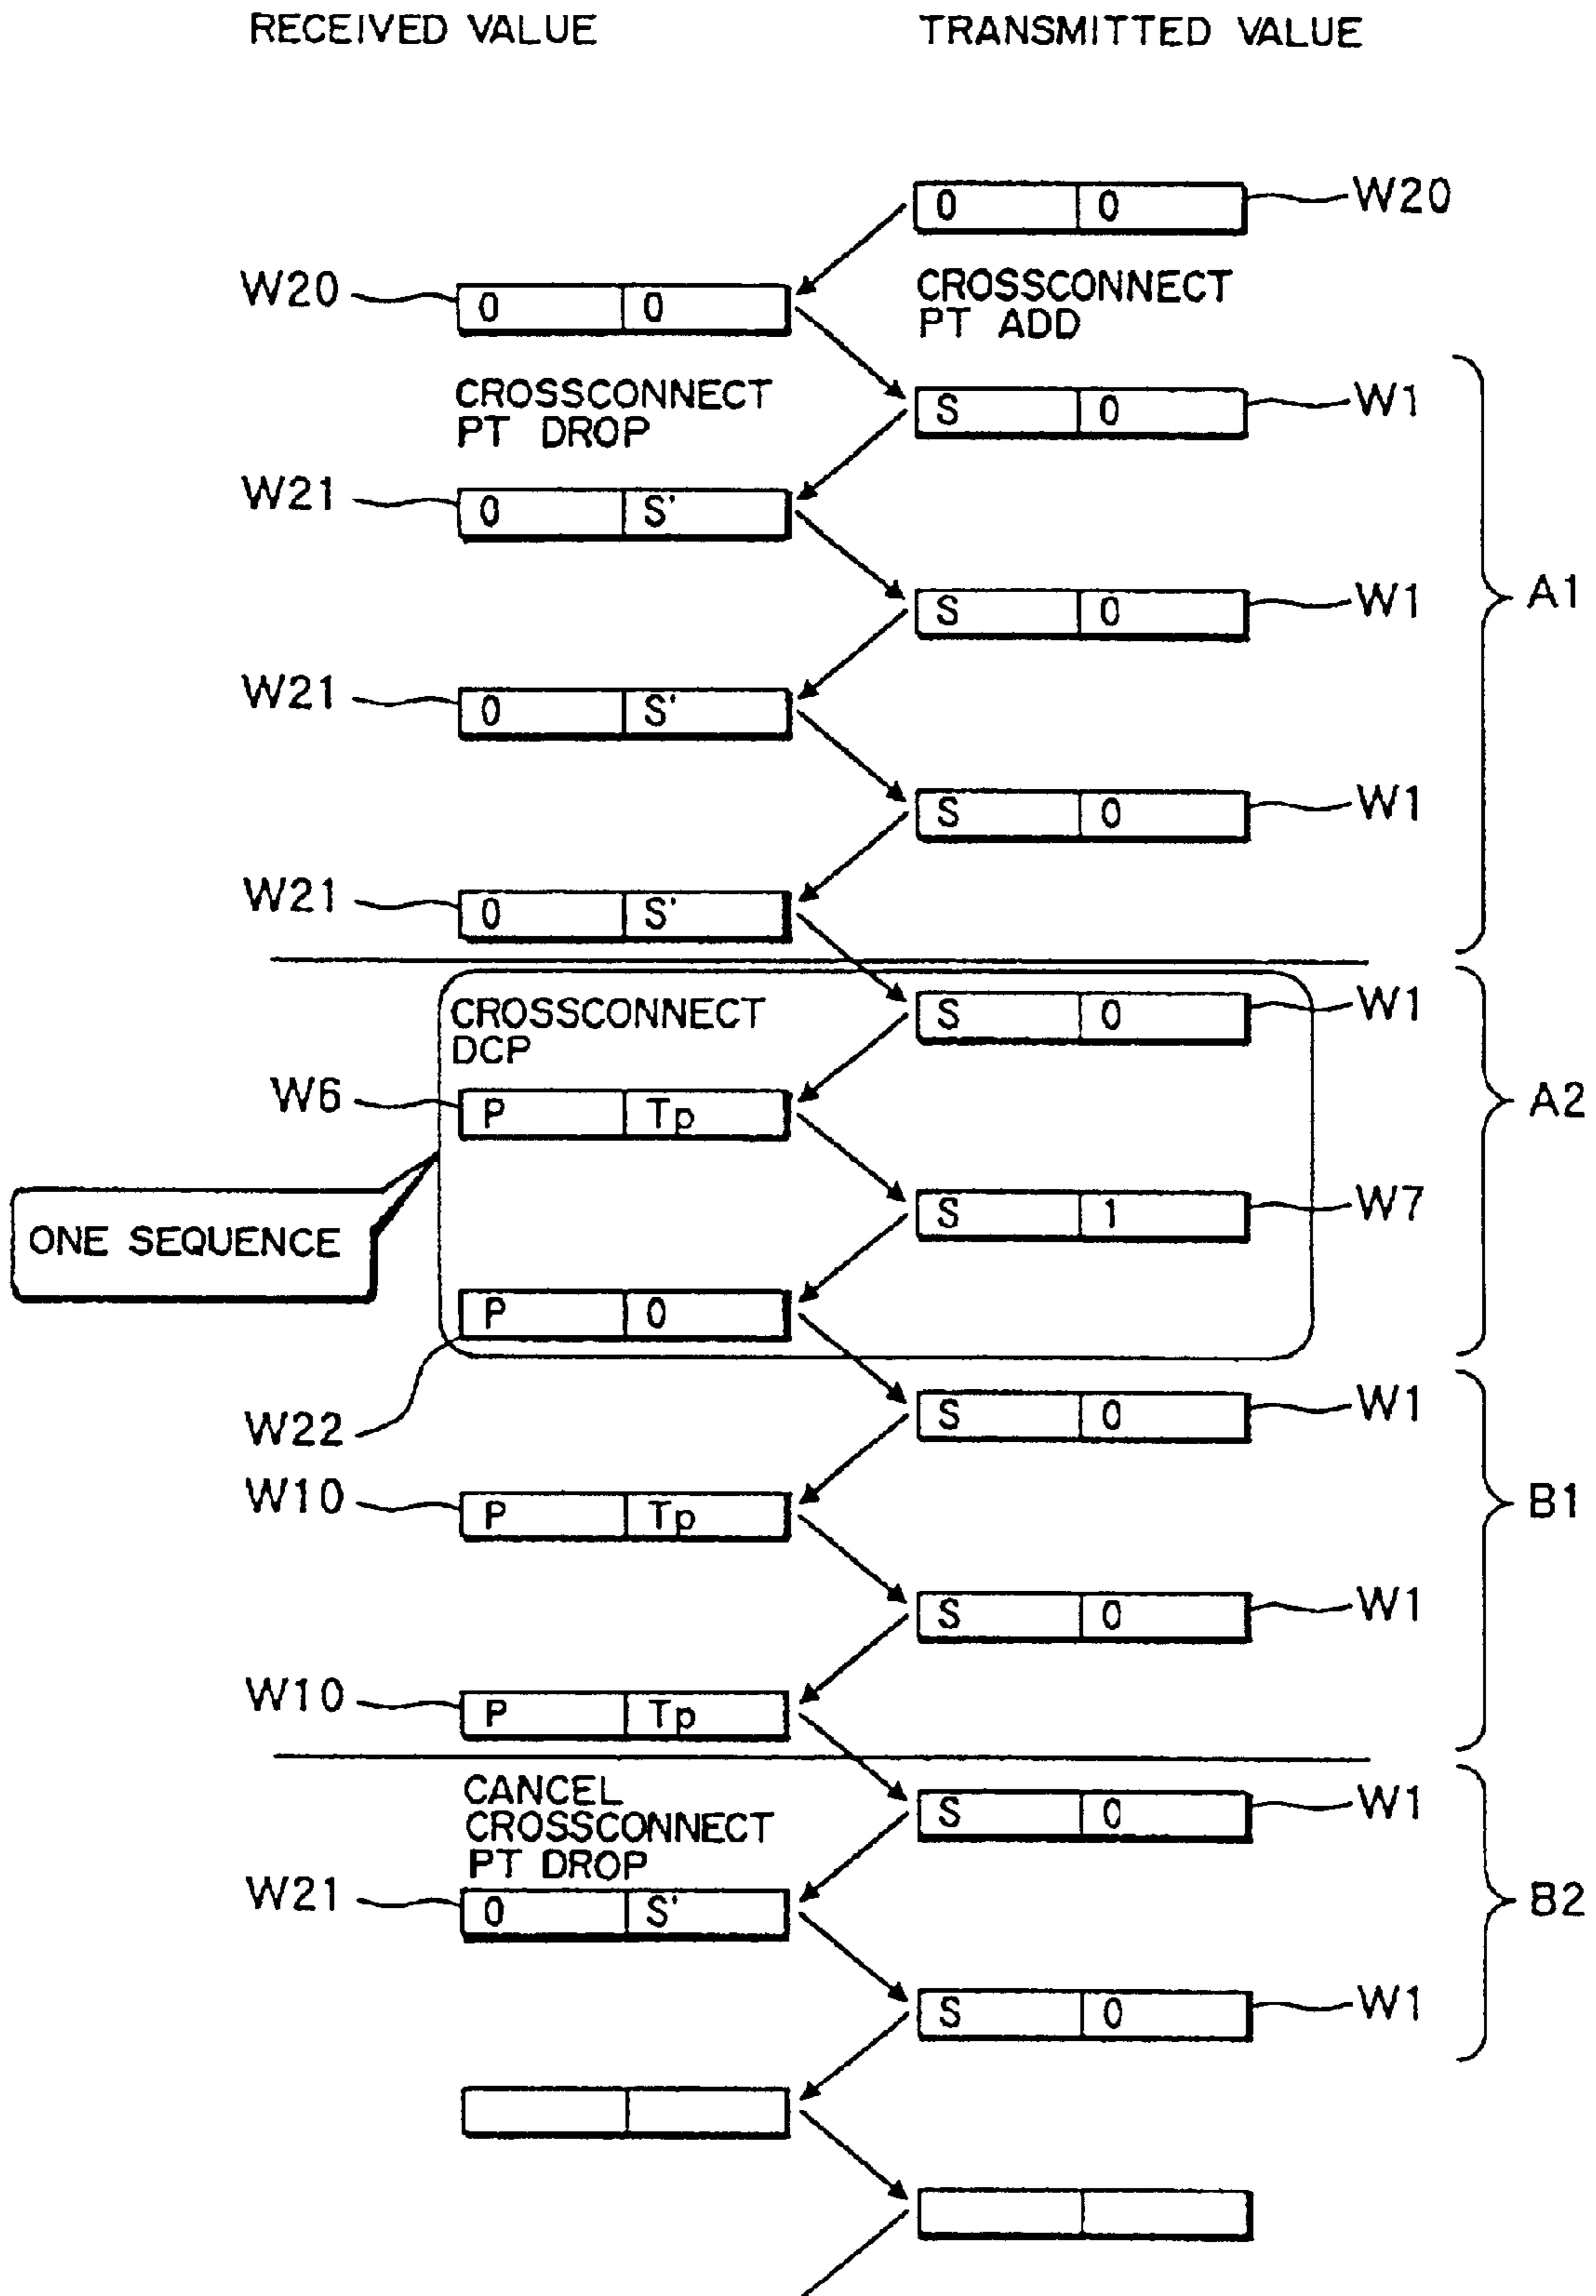 RECEIVED VALUE TRANSMITTED VALUE
0 0 W20
W20 0 0
CROSSCONNECT
PT ADD
CROSSCONNECT
PT DROP
S 0 W1
W21 0 S'
S 0 W1
A1
W21 0 S'
S 0 W1
W21 0 S'
CROSSCONNECT
DCP
S 0 W1
W6 P Tp
A2
S 1 W7
ONE SEQUENCE
P 0
S 0 W1
W22
W10 P Tp
B1
S 0 W1
W10 P Tp
CANCEL
CROSSCONNECT
PT DROP
S 0 W1
W21 0 S'
B2
S 0 W1